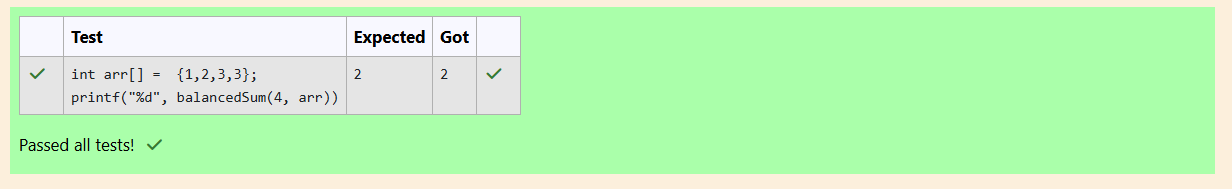 Test Expected Got
int arr[] =  {1,2,3,3}; 2 2
printf("%d", balancedSum(4, arr))
Passed all tests!